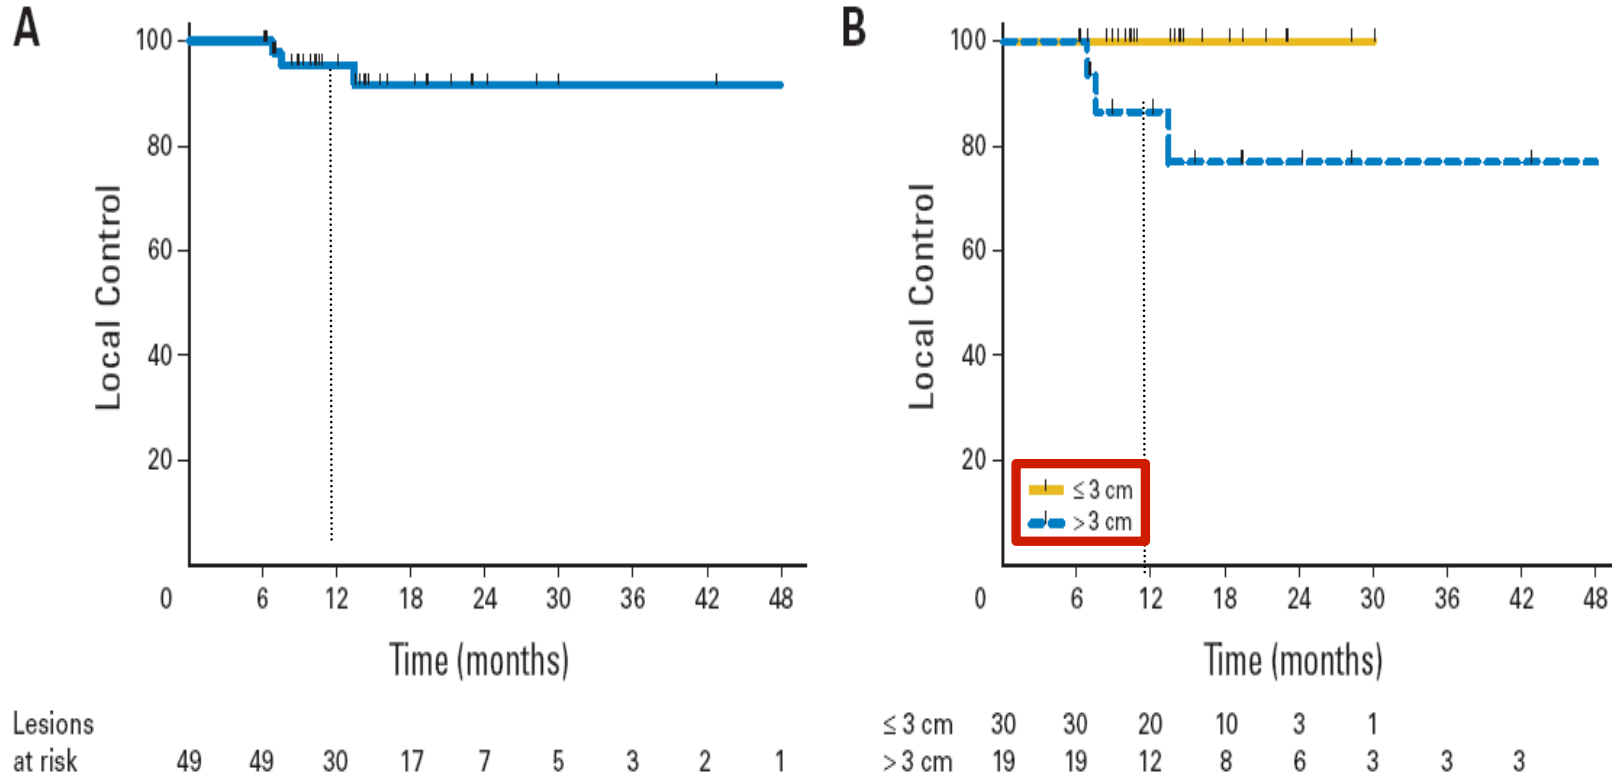 A
100
80
60
40
20
0 6 12 18 24 30 36 42 48
Local Control
Time (months)
Lesions
at risk 49 49 30 17 7 5 3 2 1
B
100
80
60
40
20
0 6 12 18 24 30 36 42 48
Local Control
≤ 3 cm
> 3 cm
Time (months)
≤ 3 cm 30 30 20 10 3 1
> 3 cm 19 19 12 8 6 3 3 3